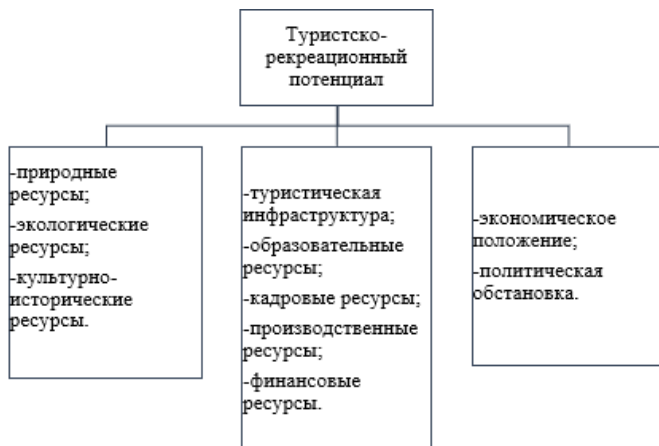 Туристско-
рекреационный
потенциал
-природные
ресурсы;
-экологические
ресурсы;
-культурно-
исторические
ресурсы.
-туристическая
инфраструктура;
-образовательные
ресурсы;
-кадровые ресурсы;
-производственные
ресурсы;
-финансовые
ресурсы.
-экономическое
положение;
-политическая
обстановка.